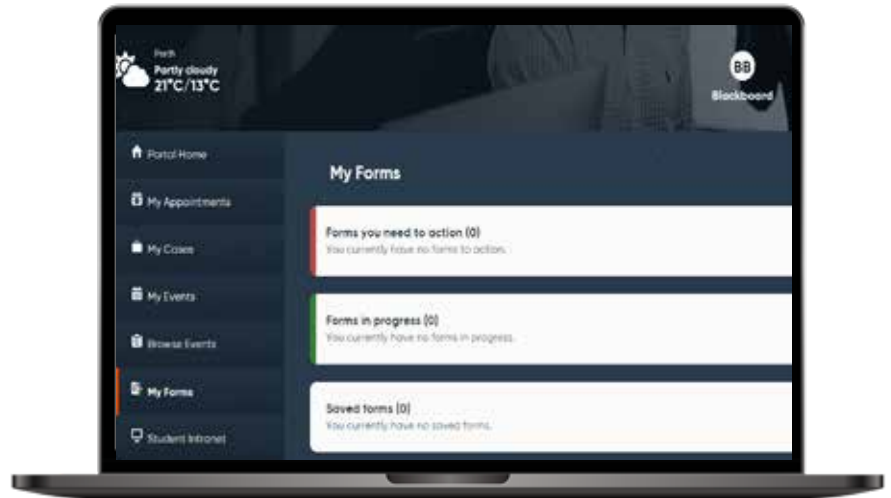 Perth
Partly cloudy
21°C/13°C
BB
Blackboard
Portal Home
My Appointments
My Cases
My Events
Browse Events
My Forms
Student Intranet
My Forms
Forms you need to action (0)
You currently have no forms to action.
Forms in progress (0)
You currently have no forms in progress.
Saved forms (0)
You currently have no saved forms.